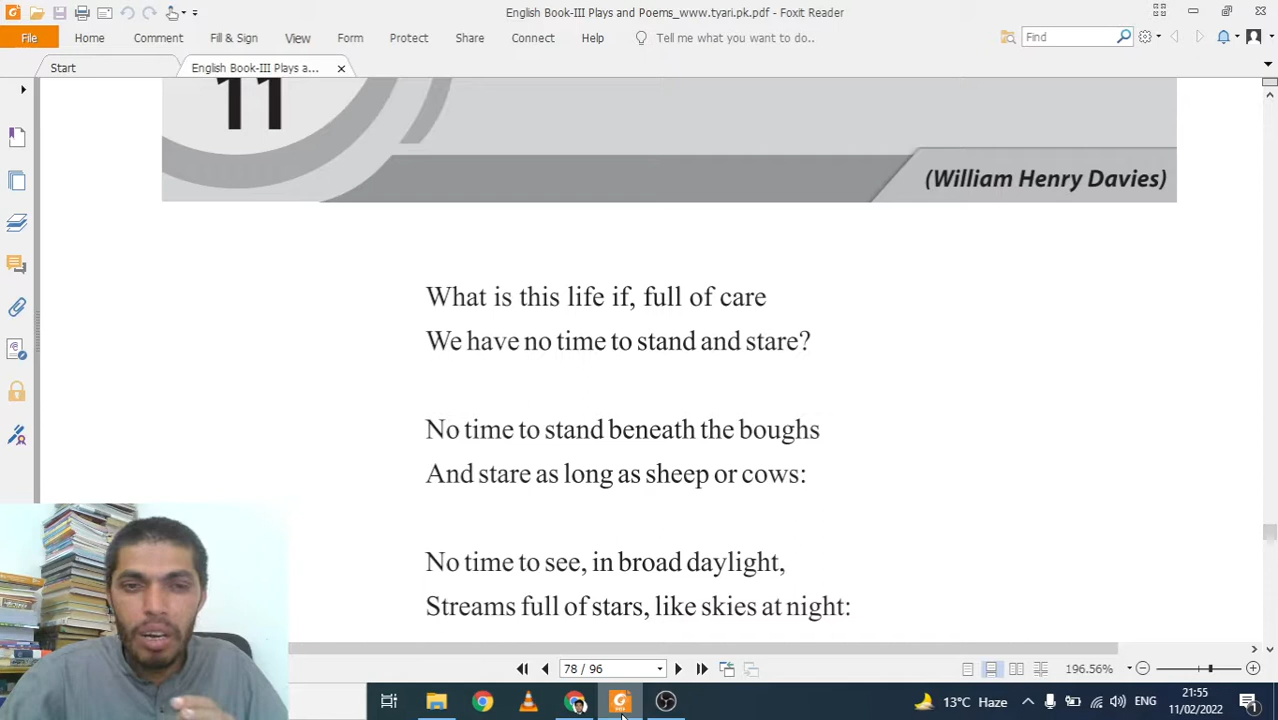 English Book-III Plays and Poems_www.tyari.pk.pdf - Foxit Reader
File Home Comment Fill & Sign View Form Protect Share Connect Help Tell me what you want to do.. Find
Start English Book-III Plays a...
11
(William Henry Davies)
What is this life if, full of care
We have no time to stand and stare?
No time to stand beneath the boughs
And stare as long as sheep or cows:
No time to see, in broad daylight,
Streams full of stars, like skies at night:
78 / 96 196.56%
13°C Haze ENG 21:55
11/02/2022